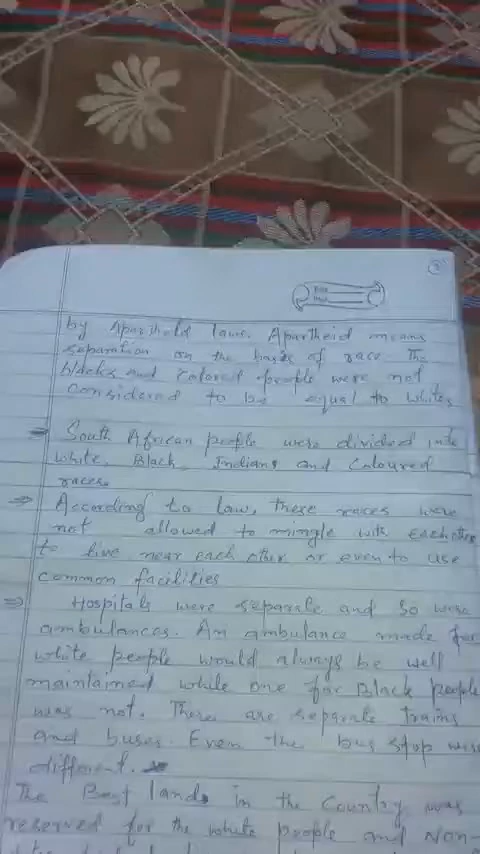 by Apartheid laws. Apartheid means
separation on the basis of race The
blacks and colored people were not
considered to be equal to whites
⇒ South African people were divided into
white, Black, Indians and Coloured
races.
⇒ According to law, these races were
not allowed to mingle with each other
to live near each other or even to use
common facilities
⇒ Hospitals were separate and so were
ambulances. An ambulance made for
white people would always be well
maintained while one for Black people
was not. There are separate trains
and buses. Even the bus stop were
different.
The Best lands in the country was
reserved for the white people and Non-